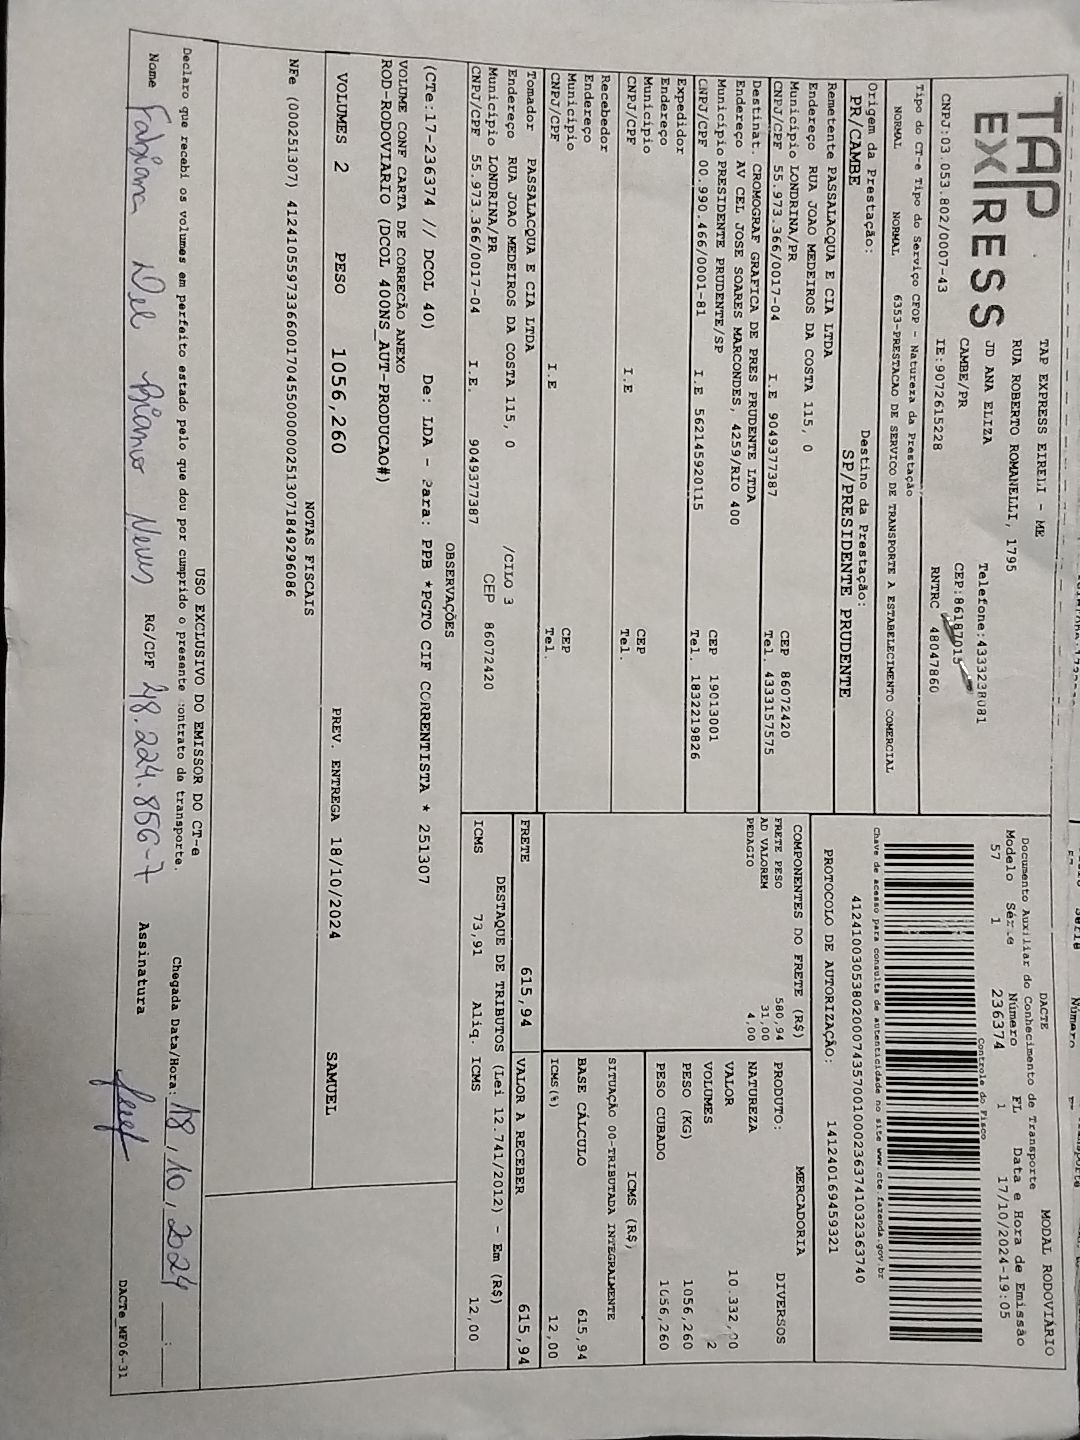 TAP
EXPRESS
TAP EXPRESS EIRELI - ME
RUA ROBERTO ROMANELLI, 1795
JD ANA ELIZA
CAMBE/PR
Telefone:4333238081
CEP:86187015
CNPJ:03.053.802/0007-43 IE:9072615228 RNTRC 48047860
Tipo do CT-e Tipo do Serviço CFOP - Natureza da Prestação
NORMAL NORMAL 6353-PRESTACAO DE SERVICO DE TRANSPORTE A ESTABELECIMENTO COMERCIAL
Origem da Prestação: Destino da Prestação:
PR/CAMBE SP/PRESIDENTE PRUDENTE
DACTE MODAL RODOVIÁRIO
Documento Auxiliar do Conhecimento de Transporte
Modelo Série Número FL Data e Hora de Emissão
57 1 236374 1 17/10/2024-19:05
Controle do Fisco
Chave de acesso para consulta de autenticidade no site www.cte.fazenda.gov.br
41241003053802000743570010002363741032363740
PROTOCOLO DE AUTORIZAÇÃO: 141240169459321
Remetente PASSALACQUA E CIA LTDA
Endereço RUA JOAO MEDEIROS DA COSTA 115, 0
Município LONDRINA/PR CEP 86072420
CNPJ/CPF 55.973.366/0017-04 I.E 9049377387 Tel. 4333157575
Destinat. CROMOGRAF GRAFICA DE PRES PRUDENTE LTDA
Endereço AV CEL JOSE SOARES MARCONDES, 4259/RIO 400
Município PRESIDENTE PRUDENTE/SP CEP 19013001
CNPJ/CPF 00.990.466/0001-81 I.E 562145920115 Tel. 1832219826
Expedidor
Endereço
Município CEP
CNPJ/CPF I.E Tel.
Recebedor
Endereço
Município CEP
CNPJ/CPF I.E Tel.
Tomador PASSALACQUA E CIA LTDA
Endereço RUA JOAO MEDEIROS DA COSTA 115, 0 /CILO 3
Município LONDRINA/PR CEP 86072420
CNPJ/CPF 55.973.366/0017-04 I.E. 9049377387
COMPONENTES DO FRETE (R$)
FRETE PESO 580,94
AD VALOREM 31,00
PEDAGIO 4,00
MERCADORIA
PRODUTO: DIVERSOS
NATUREZA
VALOR 10.332,00
VOLUMES 2
PESO (KG) 1056,260
PESO CUBADO 1056,260
ICMS (R$)
SITUAÇÃO 00-TRIBUTADA INTEGRALMENTE
BASE CÁLCULO 615,94
ICMS(%) 12,00
FRETE 615,94 VALOR A RECEBER 615,94
DESTAQUE DE TRIBUTOS (Lei 12.741/2012) - Em (R$)
ICMS 73,91 Aliq. ICMS 12,00
OBSERVAÇÕES
(CTe:17-236374 // DCOL 40) De: LDA - Para: PPB *PGTO CIF CORRENTISTA * 251307
VOLUME CONF CARTA DE CORREÇÃO ANEXO
ROD-RODOVIARIO (DCOL 400NS_AUT-PRODUCAO#)
VOLUMES 2 PESO 1056,260 PREV. ENTREGA 18/10/2024 SAMUEL
NOTAS FISCAIS
NFe (000251307) 41241055973366001704550000002513071849296086
USO EXCLUSIVO DO EMISSOR DO CT-e
Declaro que recebi os volumes em perfeito estado pelo que dou por cumprido o presente contrato de transporte.
Chegada Data/Hora: 18/10/2024 :
Nome Fabiana Del Bianco Neves RG/CPF 48.224.856-7 Assinatura
DACTe_MF06-31